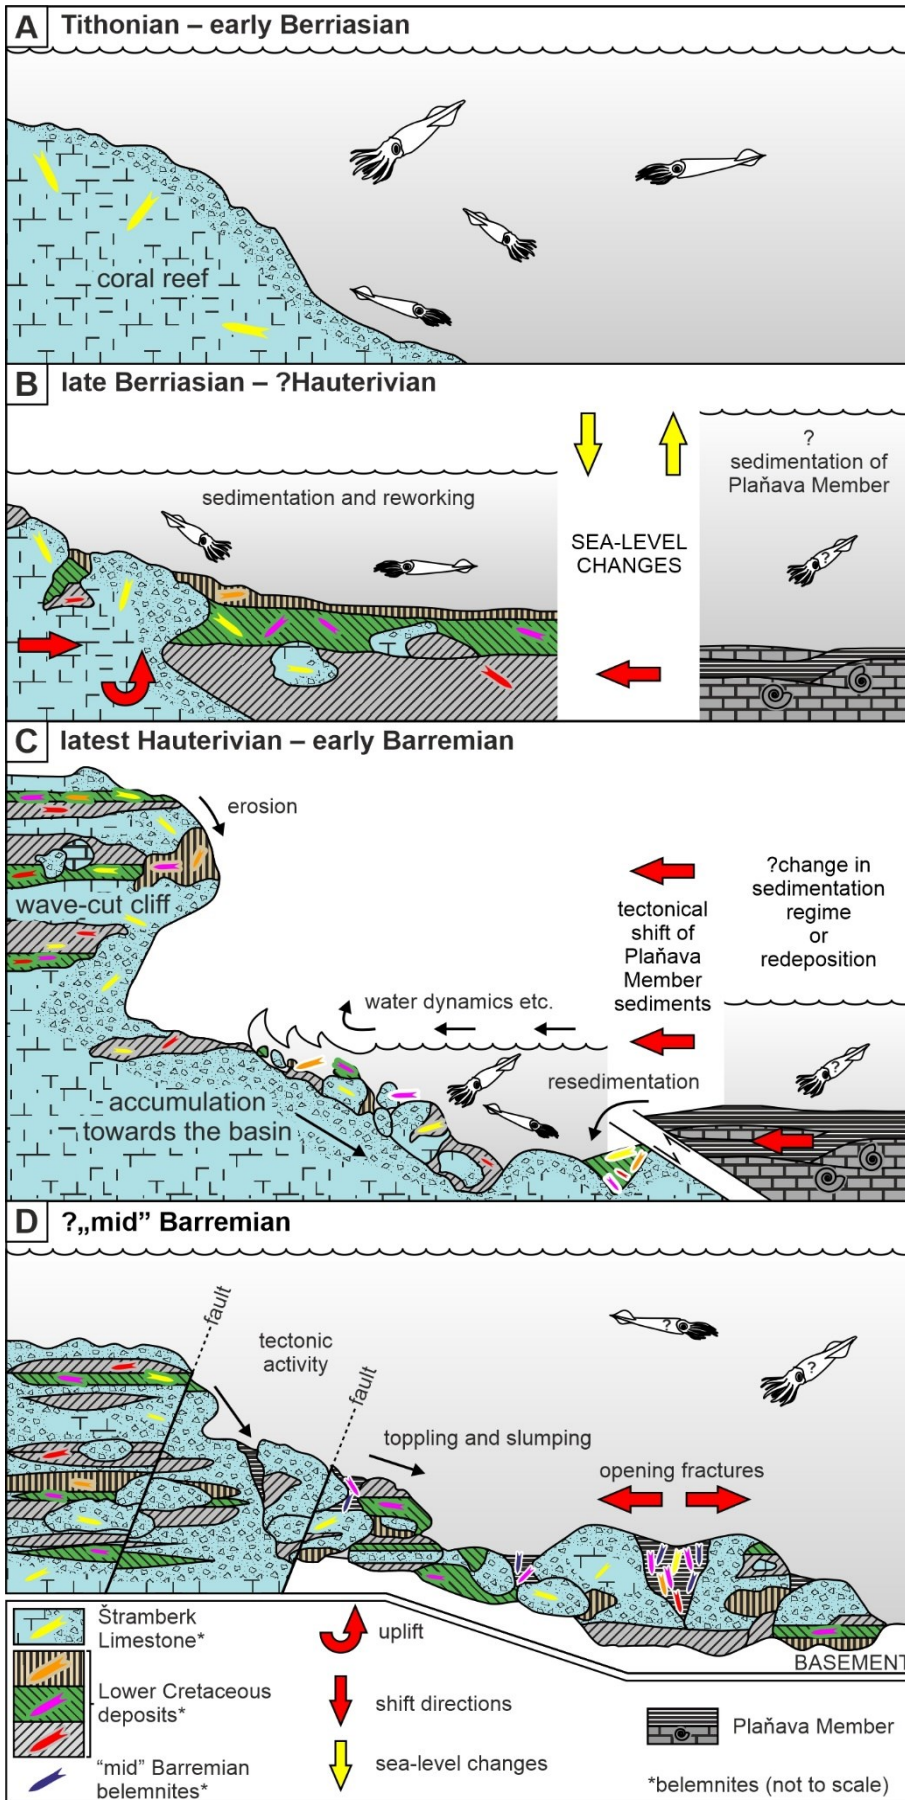 A Tithonian – early Berriasian
coral reef
B late Berriasian – ?Hauterivian
sedimentation and reworking
SEA-LEVEL
CHANGES
?
sedimentation of
Plaňava Member
?
C latest Hauterivian – early Barremian
erosion
wave-cut cliff
tectonical
shift of
Plaňava
Member
sediments
?change in
sedimentation
regime
or
redeposition
water dynamics etc.
resedimentation
?
accumulation
towards the basin
D ?„mid” Barremian
fault
tectonic
activity
fault
?
?
toppling and slumping
opening fractures
BASEMENT
Štramberk
Limestone*
Lower Cretaceous
deposits*
“mid” Barremian
belemnites*
uplift
shift directions
sea-level changes
Plaňava Member
*belemnites (not to scale)